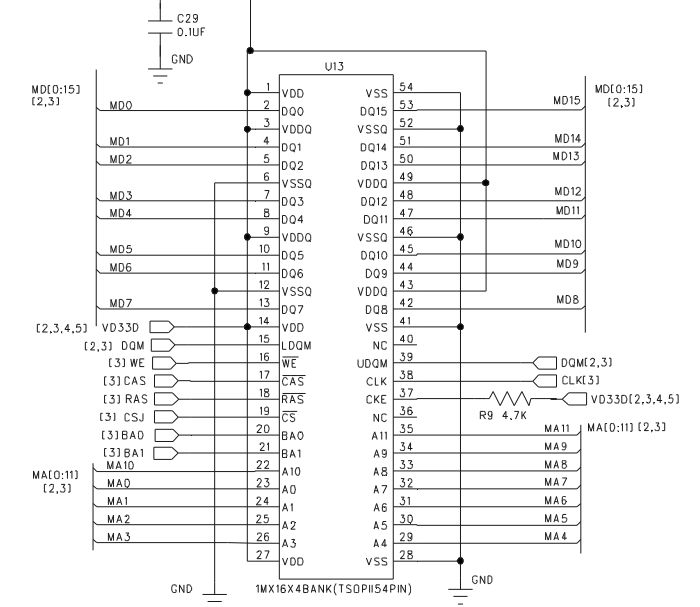 C29
0.1UF
GND
U13
MD[0:15]
[2,3]
MD[0:15]
[2,3]
1 VDD VSS 54
MD0 2 DQ0 DQ15 53 MD15
3 VDDQ VSSQ 52
MD1 4 DQ1 DQ14 51 MD14
MD2 5 DQ2 DQ13 50 MD13
6 VSSQ VDDQ 49
MD3 7 DQ3 DQ12 48 MD12
MD4 8 DQ4 DQ11 47 MD11
9 VDDQ VSSQ 46
MD5 10 DQ5 DQ10 45 MD10
MD6 11 DQ6 DQ9 44 MD9
12 VSSQ VDDQ 43
MD7 13 DQ7 DQ8 42 MD8
[2,3,4,5] VD33D 14 VDD VSS 41
[2,3] DQM 15 LDQM NC 40
[3] WE 16 WE UDQM 39 DQM[2,3]
[3] CAS 17 CAS CLK 38 CLK[3]
[3] RAS 18 RAS CKE 37 R9 4.7K VD33D[2,3,4,5]
[3] CSJ 19 CS NC 36
[3]BA0 20 BA0 A11 35 MA11 MA[0:11] [2,3]
[3]BA1 21 BA1 A9 34 MA9
MA[0:11]
[2,3]
MA10 22 A10 A8 33 MA8
MA0 23 A0 A7 32 MA7
MA1 24 A1 A6 31 MA6
MA2 25 A2 A5 30 MA5
MA3 26 A3 A4 29 MA4
27 VDD VSS 28
GND 1MX16X4BANK(TSOPII54PIN) GND